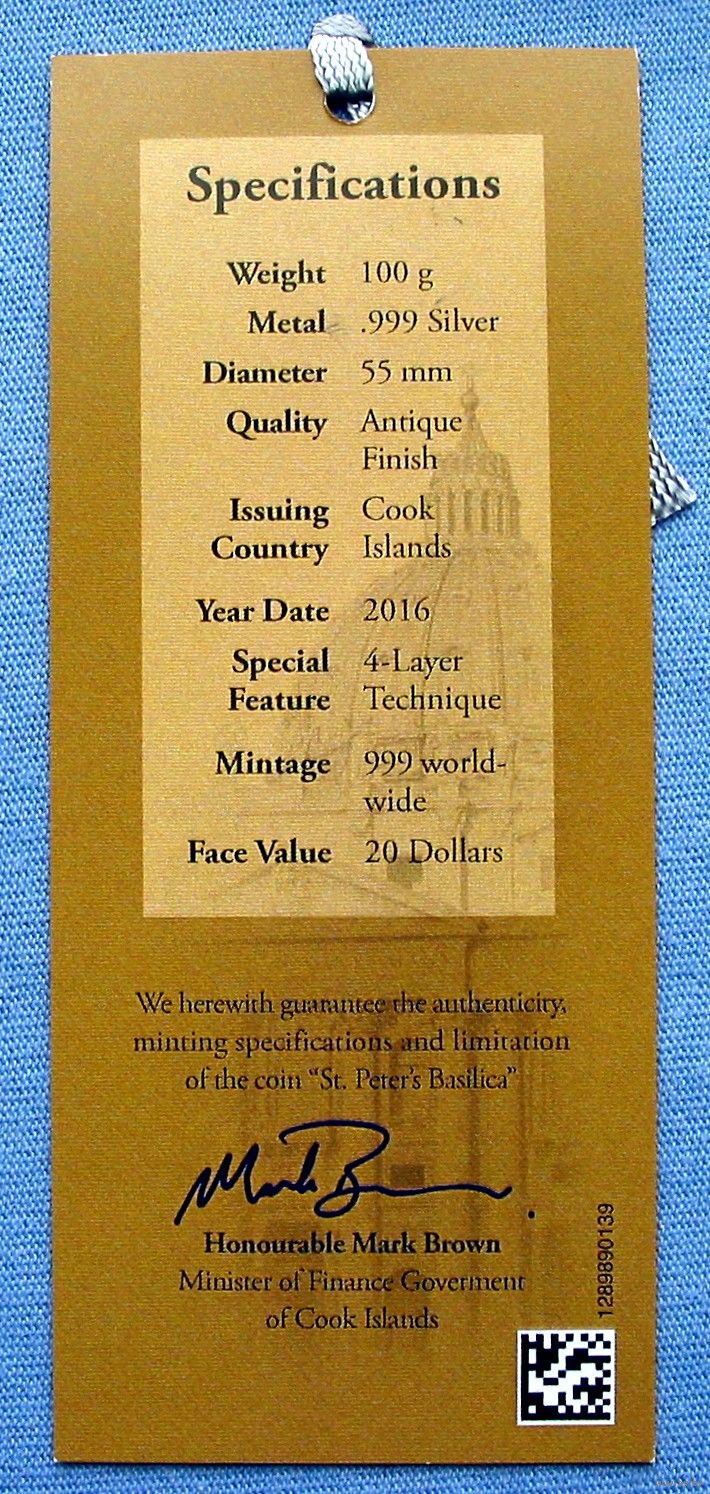 Specifications
Weight 100 g
Metal .999 Silver
Diameter 55 mm
Quality Antique
Finish
Issuing Cook
Country Islands
Year Date 2016
Special 4-Layer
Feature Technique
Mintage 999 world-
wide
Face Value 20 Dollars
We herewith guarantee the authenticity,
minting specifications and limitation
of the coin “St. Peter’s Basilica”
Mark Brown
Honourable Mark Brown
Minister of Finance Goverment
of Cook Islands
1289890139